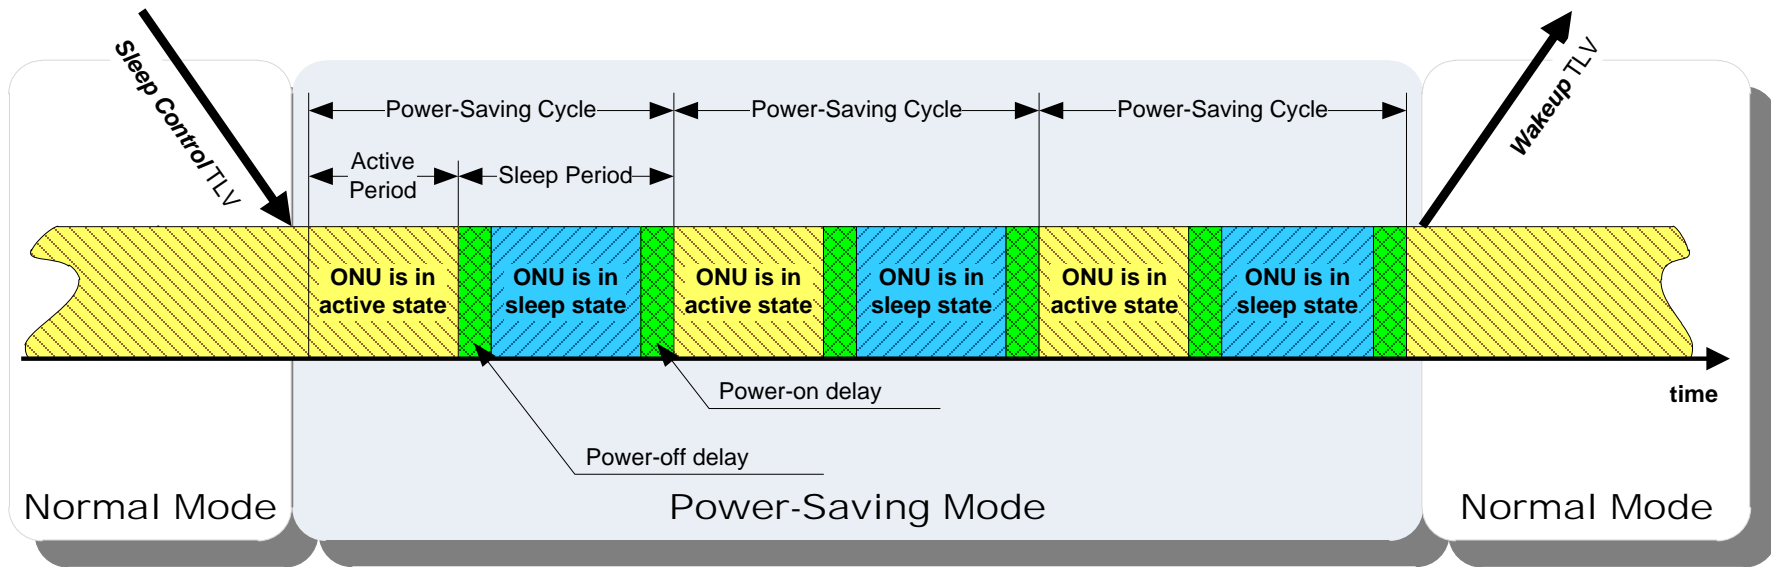 Sleep Control TLV
Wakeup TLV
Power-Saving Cycle
Power-Saving Cycle
Power-Saving Cycle
Active
Period
Sleep Period
ONU is in
active state
ONU is in
sleep state
ONU is in
active state
ONU is in
sleep state
ONU is in
active state
ONU is in
sleep state
time
Power-on delay
Power-off delay
Normal Mode
Power-Saving Mode
Normal Mode